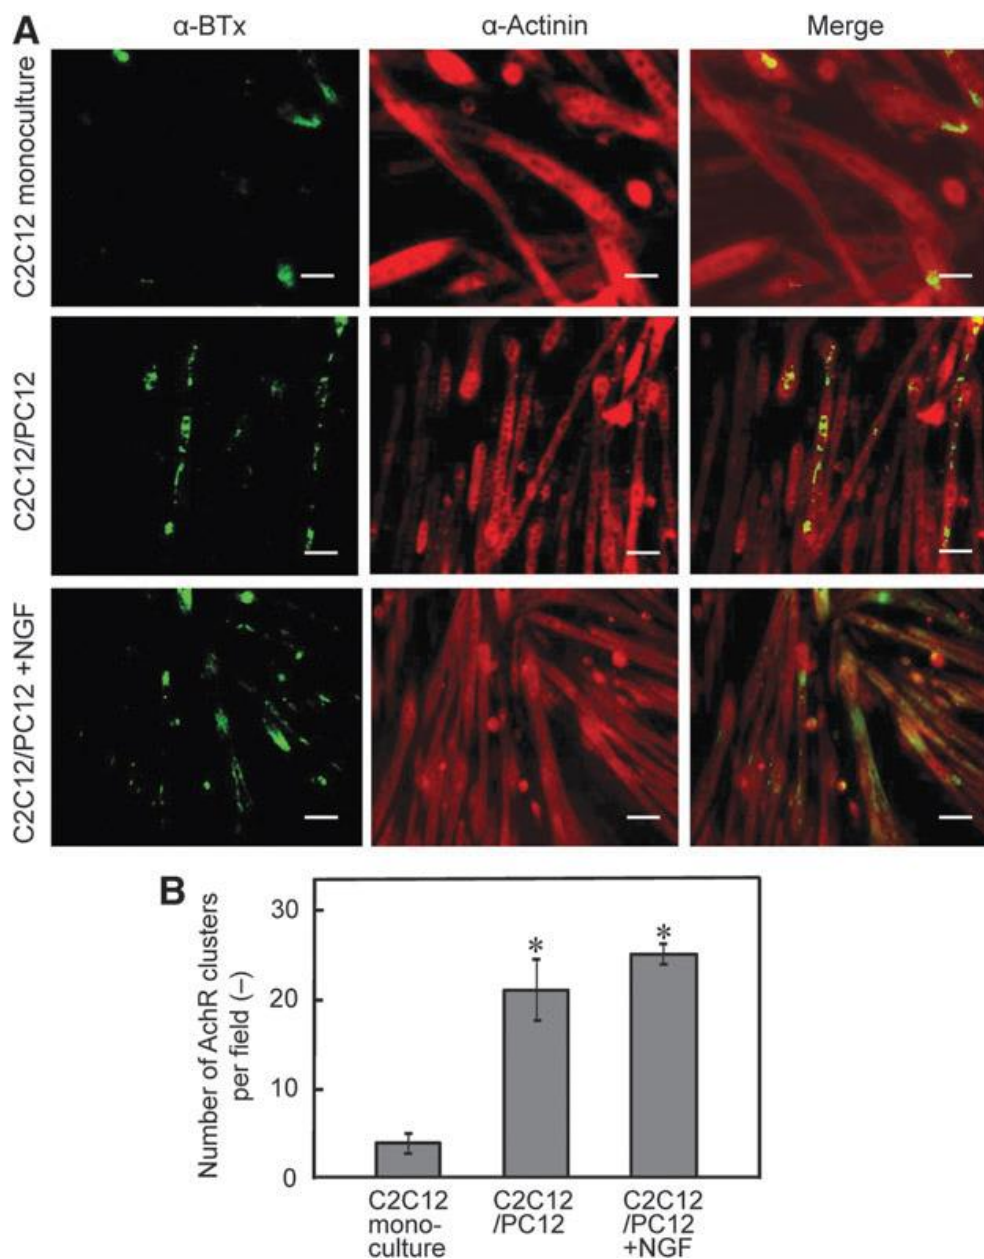 A
α-BTx α-Actinin Merge
C2C12 monoculture
C2C12/PC12
C2C12/PC12 +NGF
B
Number of AchR clusters
per field (–)
30
20
10
0
*
*
C2C12
mono-
culture
C2C12
/PC12
C2C12
/PC12
+NGF